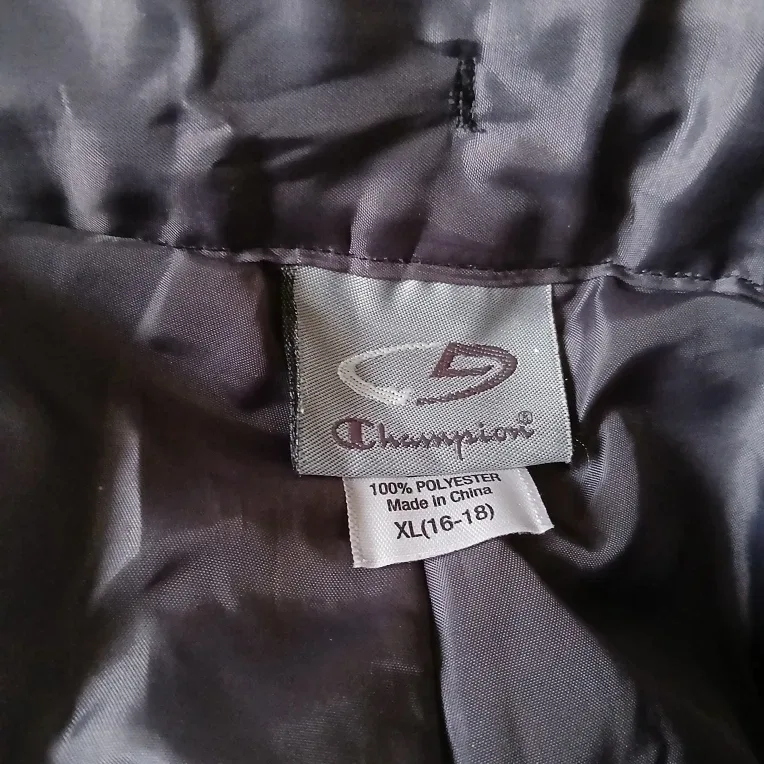 Champion®
100% POLYESTER
Made in China
XL(16-18)